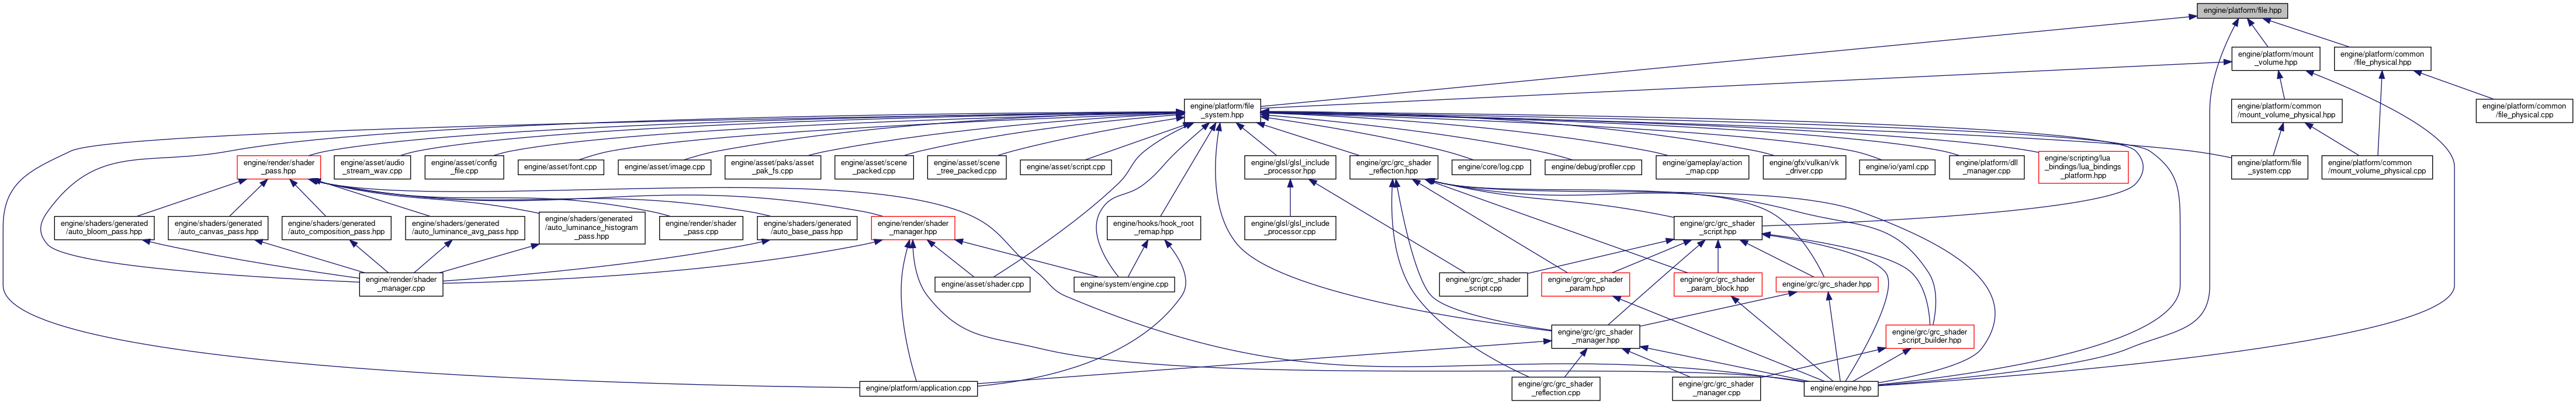 engine/platform/file.hpp
engine/platform/mount
_volume.hpp
engine/platform/common
/file_physical.hpp
engine/platform/file
_system.hpp
engine/platform/common
/mount_volume_physical.hpp
engine/platform/common
/file_physical.cpp
engine/render/shader
_pass.hpp
engine/asset/audio
_stream_wav.cpp
engine/asset/config
_file.cpp
engine/asset/font.cpp
engine/asset/image.cpp
engine/asset/paks/asset
_pak_fs.cpp
engine/asset/scene
_packed.cpp
engine/asset/scene
_tree_packed.cpp
engine/asset/script.cpp
engine/glsl/glsl_include
_processor.hpp
engine/grc/grc_shader
_reflection.hpp
engine/core/log.cpp
engine/debug/profiler.cpp
engine/gameplay/action
_map.cpp
engine/gfx/vulkan/vk
_driver.cpp
engine/io/yaml.cpp
engine/platform/dll
_manager.cpp
engine/scripting/lua
_bindings/lua_bindings
_platform.hpp
engine/platform/file
_system.cpp
engine/platform/common
/mount_volume_physical.cpp
engine/shaders/generated
/auto_bloom_pass.hpp
engine/shaders/generated
/auto_canvas_pass.hpp
engine/shaders/generated
/auto_composition_pass.hpp
engine/shaders/generated
/auto_luminance_avg_pass.hpp
engine/shaders/generated
/auto_luminance_histogram
_pass.hpp
engine/render/shader
_pass.cpp
engine/shaders/generated
/auto_base_pass.hpp
engine/render/shader
_manager.hpp
engine/hooks/hook_root
_remap.hpp
engine/glsl/glsl_include
_processor.cpp
engine/grc/grc_shader
_script.hpp
engine/render/shader
_manager.cpp
engine/asset/shader.cpp
engine/system/engine.cpp
engine/grc/grc_shader
_script.cpp
engine/grc/grc_shader
_param.hpp
engine/grc/grc_shader
_param_block.hpp
engine/grc/grc_shader.hpp
engine/grc/grc_shader
_manager.hpp
engine/grc/grc_shader
_script_builder.hpp
engine/platform/application.cpp
engine/grc/grc_shader
_reflection.cpp
engine/grc/grc_shader
_manager.cpp
engine/engine.hpp